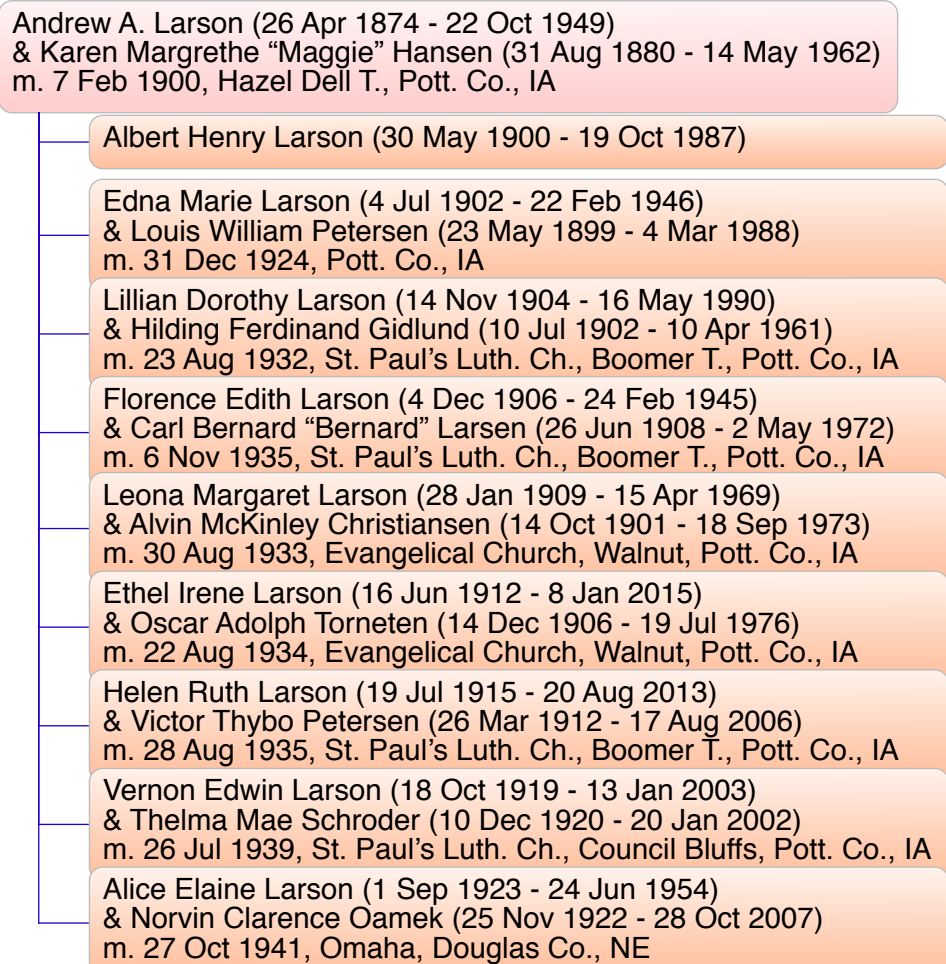 Andrew A. Larson (26 Apr 1874 - 22 Oct 1949)
& Karen Margrethe “Maggie” Hansen (31 Aug 1880 - 14 May 1962)
m. 7 Feb 1900, Hazel Dell T., Pott. Co., IA
Albert Henry Larson (30 May 1900 - 19 Oct 1987)
Edna Marie Larson (4 Jul 1902 - 22 Feb 1946)
& Louis William Petersen (23 May 1899 - 4 Mar 1988)
m. 31 Dec 1924, Pott. Co., IA
Lillian Dorothy Larson (14 Nov 1904 - 16 May 1990)
& Hilding Ferdinand Gidlund (10 Jul 1902 - 10 Apr 1961)
m. 23 Aug 1932, St. Paul’s Luth. Ch., Boomer T., Pott. Co., IA
Florence Edith Larson (4 Dec 1906 - 24 Feb 1945)
& Carl Bernard “Bernard” Larsen (26 Jun 1908 - 2 May 1972)
m. 6 Nov 1935, St. Paul’s Luth. Ch., Boomer T., Pott. Co., IA
Leona Margaret Larson (28 Jan 1909 - 15 Apr 1969)
& Alvin McKinley Christiansen (14 Oct 1901 - 18 Sep 1973)
m. 30 Aug 1933, Evangelical Church, Walnut, Pott. Co., IA
Ethel Irene Larson (16 Jun 1912 - 8 Jan 2015)
& Oscar Adolph Torneten (14 Dec 1906 - 19 Jul 1976)
m. 22 Aug 1934, Evangelical Church, Walnut, Pott. Co., IA
Helen Ruth Larson (19 Jul 1915 - 20 Aug 2013)
& Victor Thybo Petersen (26 Mar 1912 - 17 Aug 2006)
m. 28 Aug 1935, St. Paul’s Luth. Ch., Boomer T., Pott. Co., IA
Vernon Edwin Larson (18 Oct 1919 - 13 Jan 2003)
& Thelma Mae Schroder (10 Dec 1920 - 20 Jan 2002)
m. 26 Jul 1939, St. Paul’s Luth. Ch., Council Bluffs, Pott. Co., IA
Alice Elaine Larson (1 Sep 1923 - 24 Jun 1954)
& Norvin Clarence Oamek (25 Nov 1922 - 28 Oct 2007)
m. 27 Oct 1941, Omaha, Douglas Co., NE